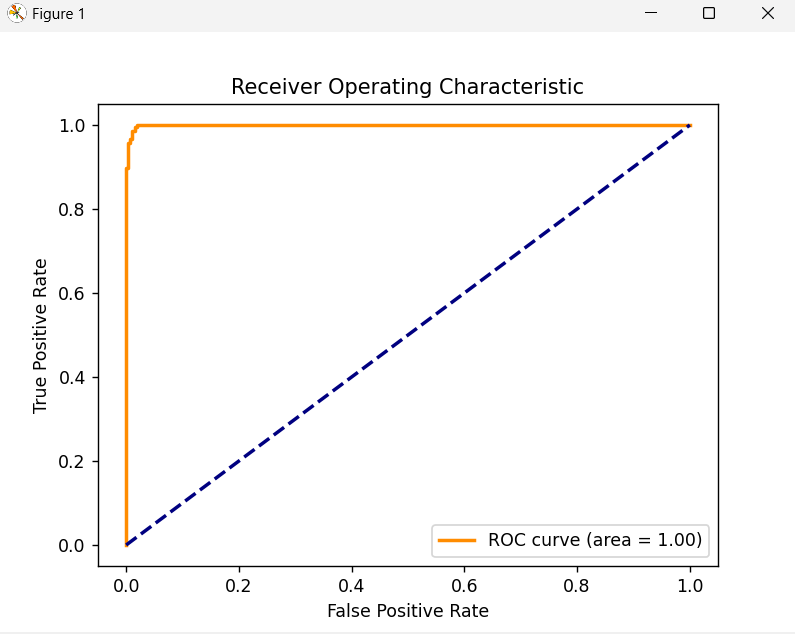 Figure 1
Receiver Operating Characteristic
1.0
0.8
0.6
0.4
0.2
0.0
True Positive Rate
ROC curve (area = 1.00)
0.0 0.2 0.4 0.6 0.8 1.0
False Positive Rate